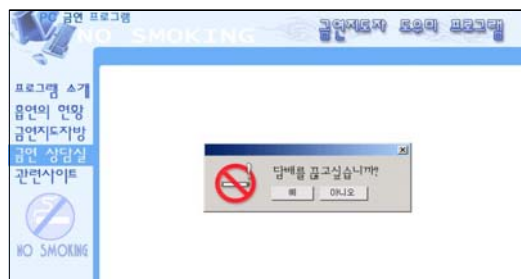 PC 금연 프로그램
NO SMOKING
금연지도자 도우미 프로그램
프로그램 소개
흡연의 현황
금연지도지방
금연 상담실
관련사이트
담배를 끊고싶습니까?
예
아니오
NO SMOKING